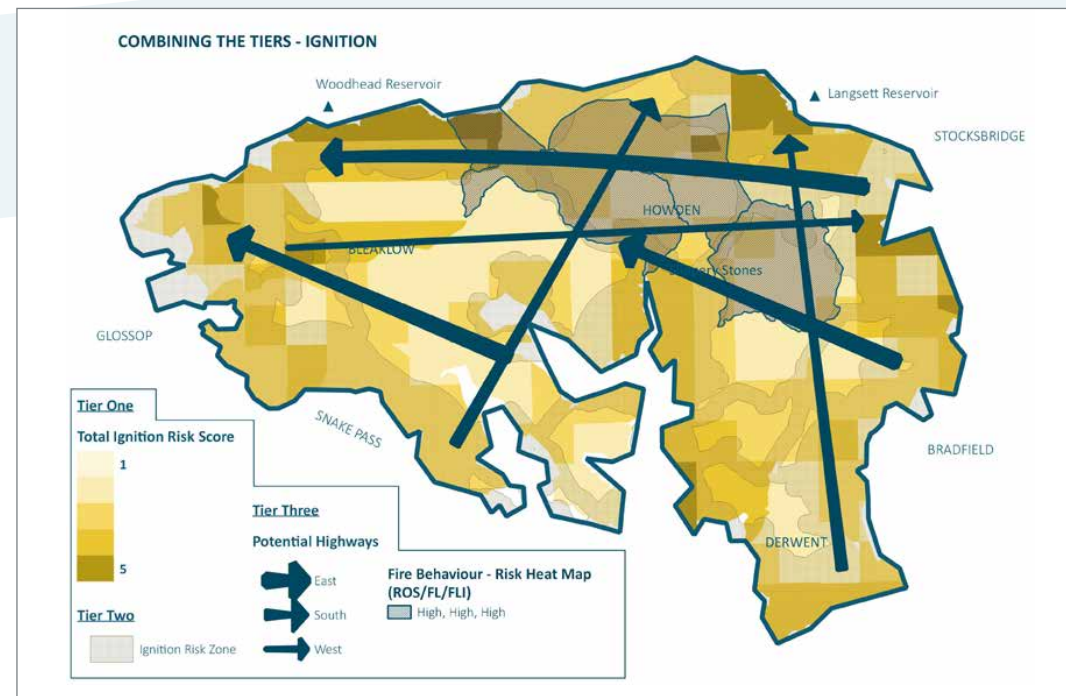 COMBINING THE TIERS - IGNITION
Woodhead Reservoir
Langsett Reservoir
STOCKSBRIDGE
HOWDEN
BLEAKLOW
Stones
GLOSSOP
SNAKE PASS
BRADFIELD
DERWENT
Tier One
Total Ignition Risk Score
1
5
Tier Two
Ignition Risk Zone
Tier Three
Potential Highways
East
South
West
Fire Behaviour - Risk Heat Map
(ROS/FL/FLI)
High, High, High